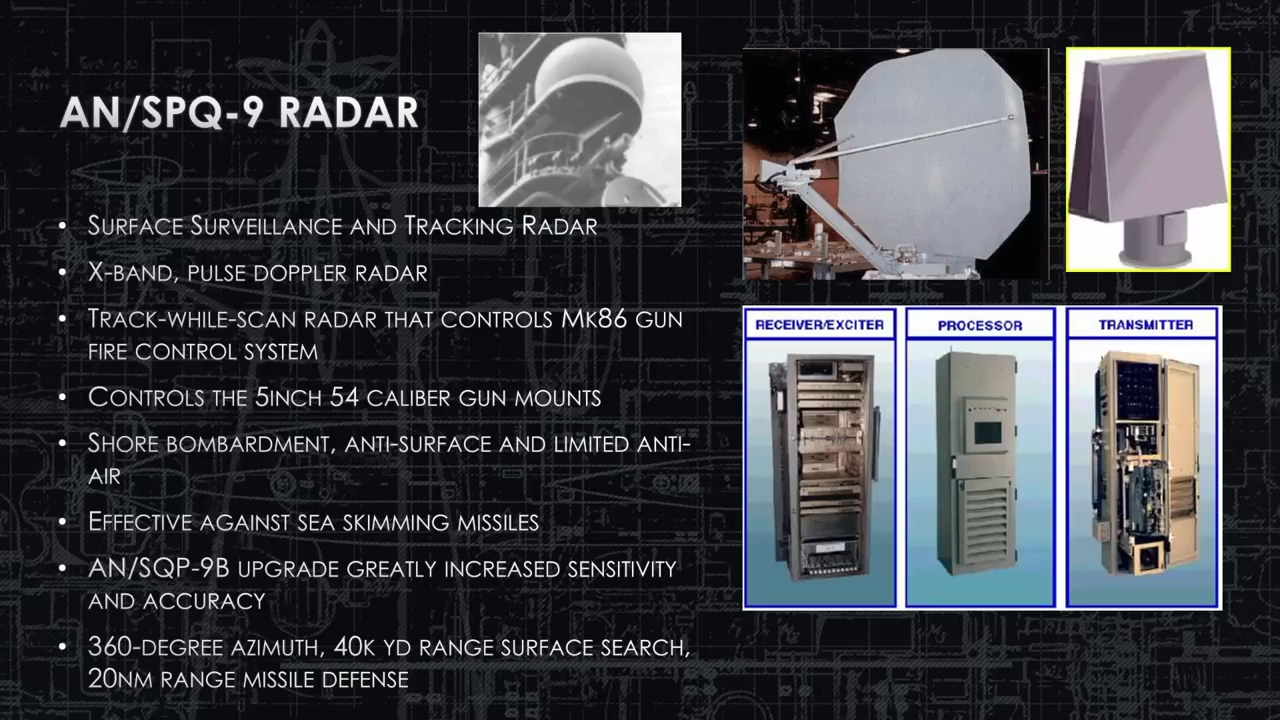 AN/SPQ-9 RADAR
• Surface Surveillance and Tracking Radar
• X-band, pulse doppler radar
• Track-while-scan radar that controls Mk86 gun
fire control system
• Controls the 5inch 54 caliber gun mounts
• Shore bombardment, anti-surface and limited anti-
air
• Effective against sea skimming missiles
• AN/SQP-9B upgrade greatly increased sensitivity
and accuracy
• 360-degree azimuth, 40k yd range surface search,
20nm range missile defense
RECEIVER/EXCITER
PROCESSOR
TRANSMITTER